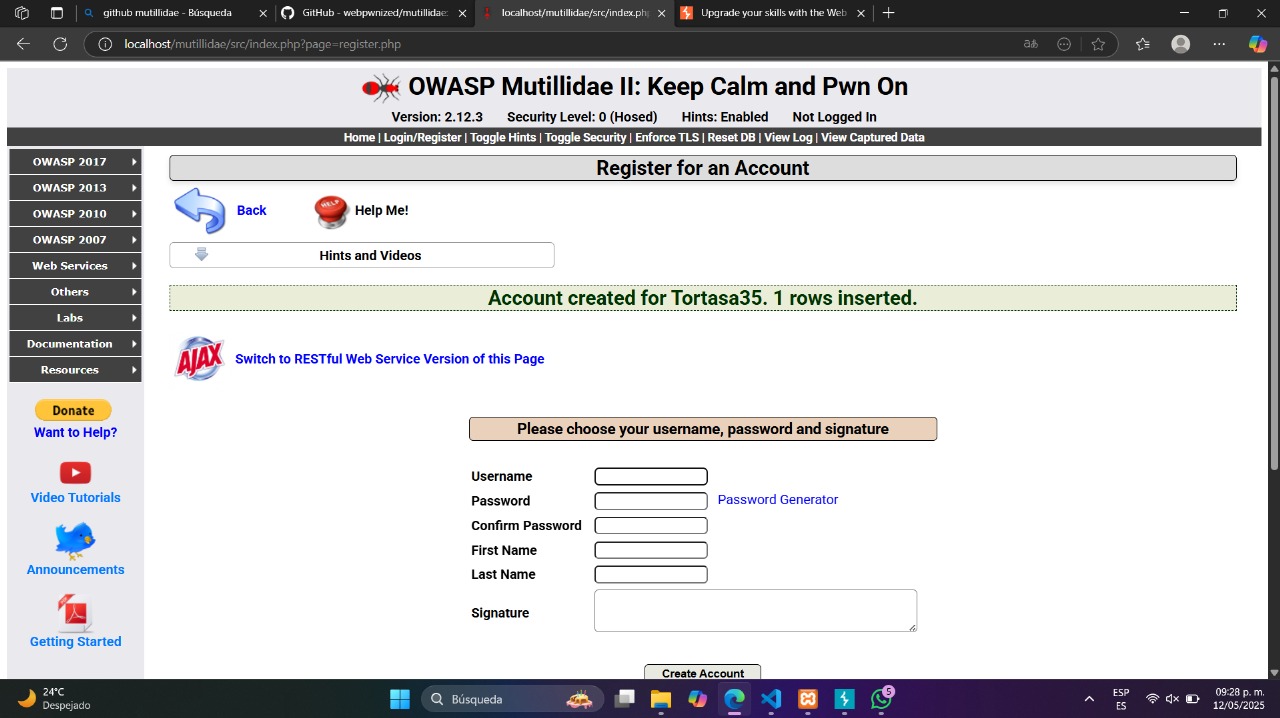 github mutillidae - Búsqueda
GitHub - webpwnized/mutillidae:
localhost/mutillidae/src/index.php
Upgrade your skills with the Web
localhost/mutillidae/src/index.php?page=register.php
OWASP Mutillidae II: Keep Calm and Pwn On
Version: 2.12.3 Security Level: 0 (Hosed) Hints: Enabled Not Logged In
Home | Login/Register | Toggle Hints | Toggle Security | Enforce TLS | Reset DB | View Log | View Captured Data
OWASP 2017
OWASP 2013
OWASP 2010
OWASP 2007
Web Services
Others
Labs
Documentation
Resources
Donate
Want to Help?
Video Tutorials
Announcements
Getting Started
Register for an Account
Back
HELP
Help Me!
Hints and Videos
Account created for Tortasa35. 1 rows inserted.
AJAX
Switch to RESTful Web Service Version of this Page
Please choose your username, password and signature
Username
Password
Password Generator
Confirm Password
First Name
Last Name
Signature
Create Account
24°C
Despejado
Búsqueda
5
ESP
ES
09:28 p. m.
12/05/2025